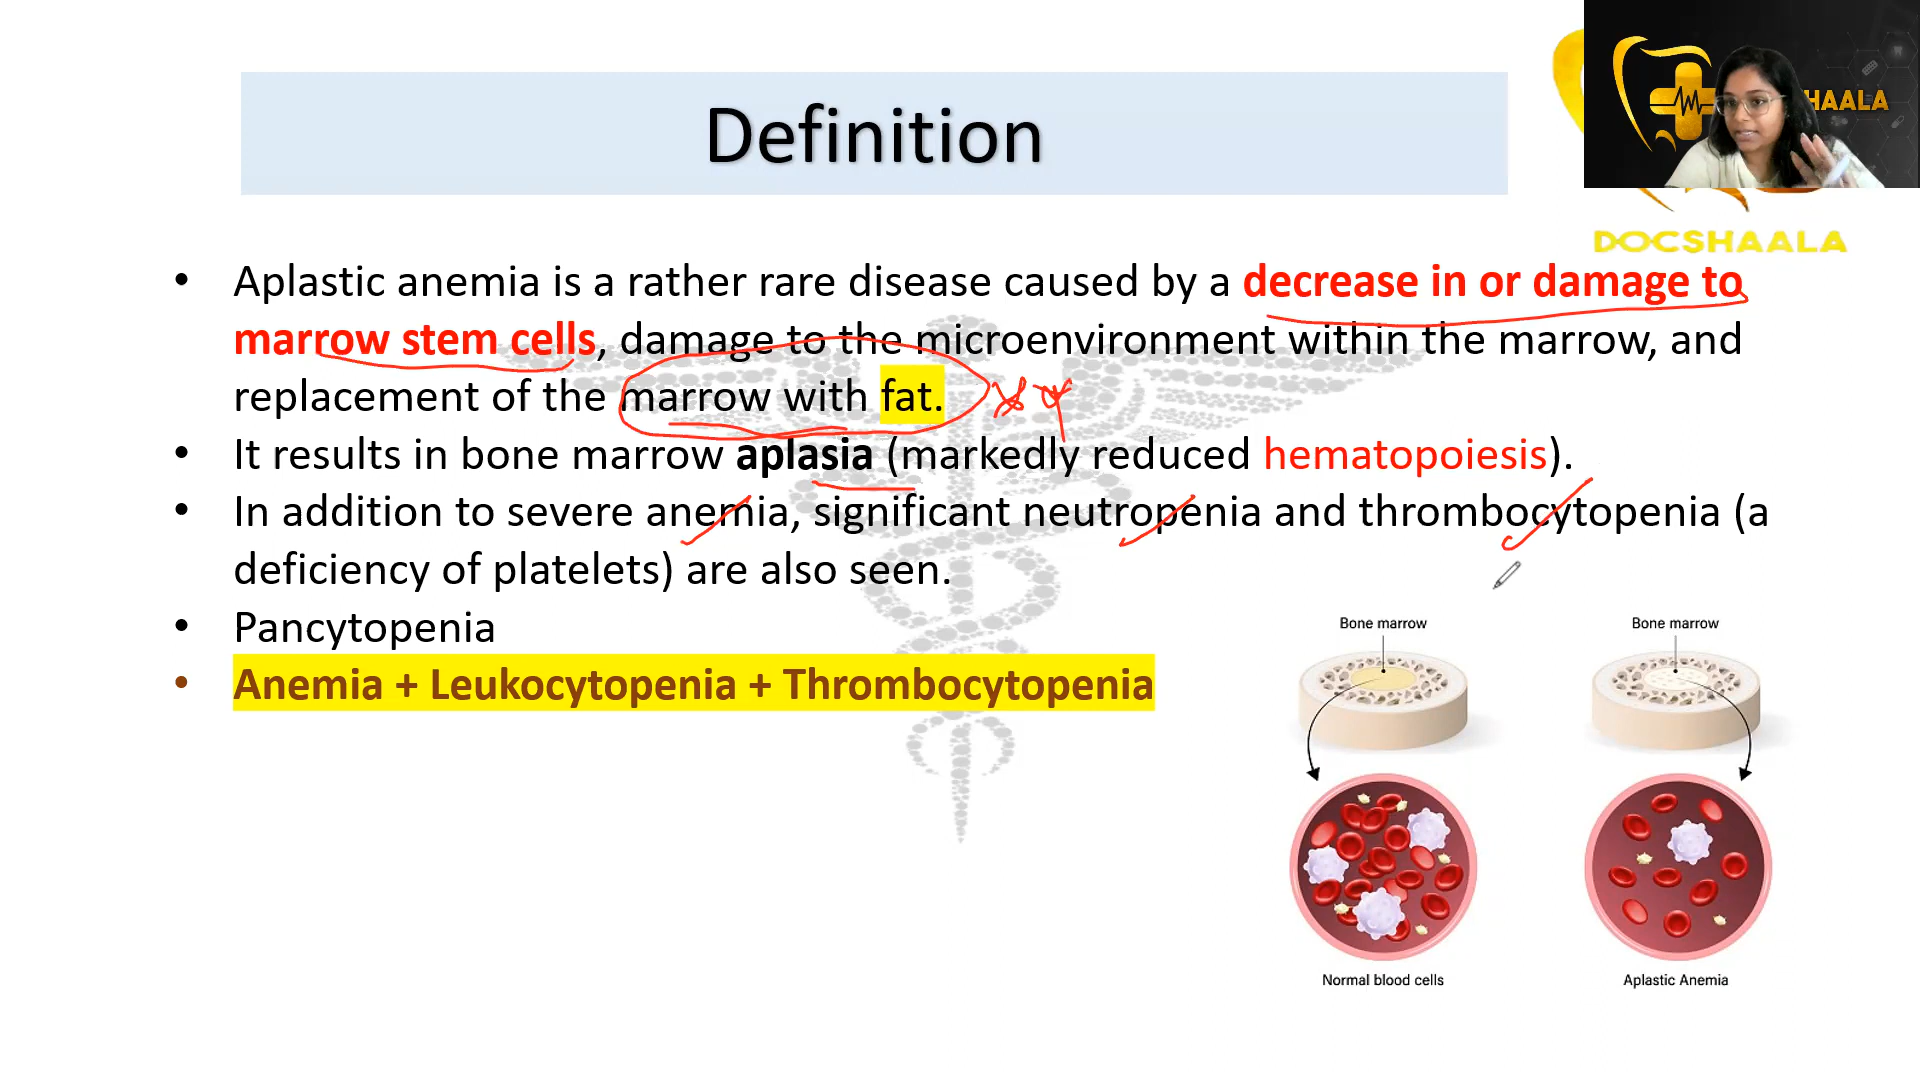 HAALA
Definition
DOCSHAALA
• Aplastic anemia is a rather rare disease caused by a decrease in or damage to
marrow stem cells, damage to the microenvironment within the marrow, and
replacement of the marrow with fat.
• It results in bone marrow aplasia (markedly reduced hematopoiesis).
• In addition to severe anemia, significant neutropenia and thrombocytopenia (a
deficiency of platelets) are also seen.
• Pancytopenia
• Anemia + Leukocytopenia + Thrombocytopenia
Bone marrow
Bone marrow
Normal blood cells
Aplastic Anemia